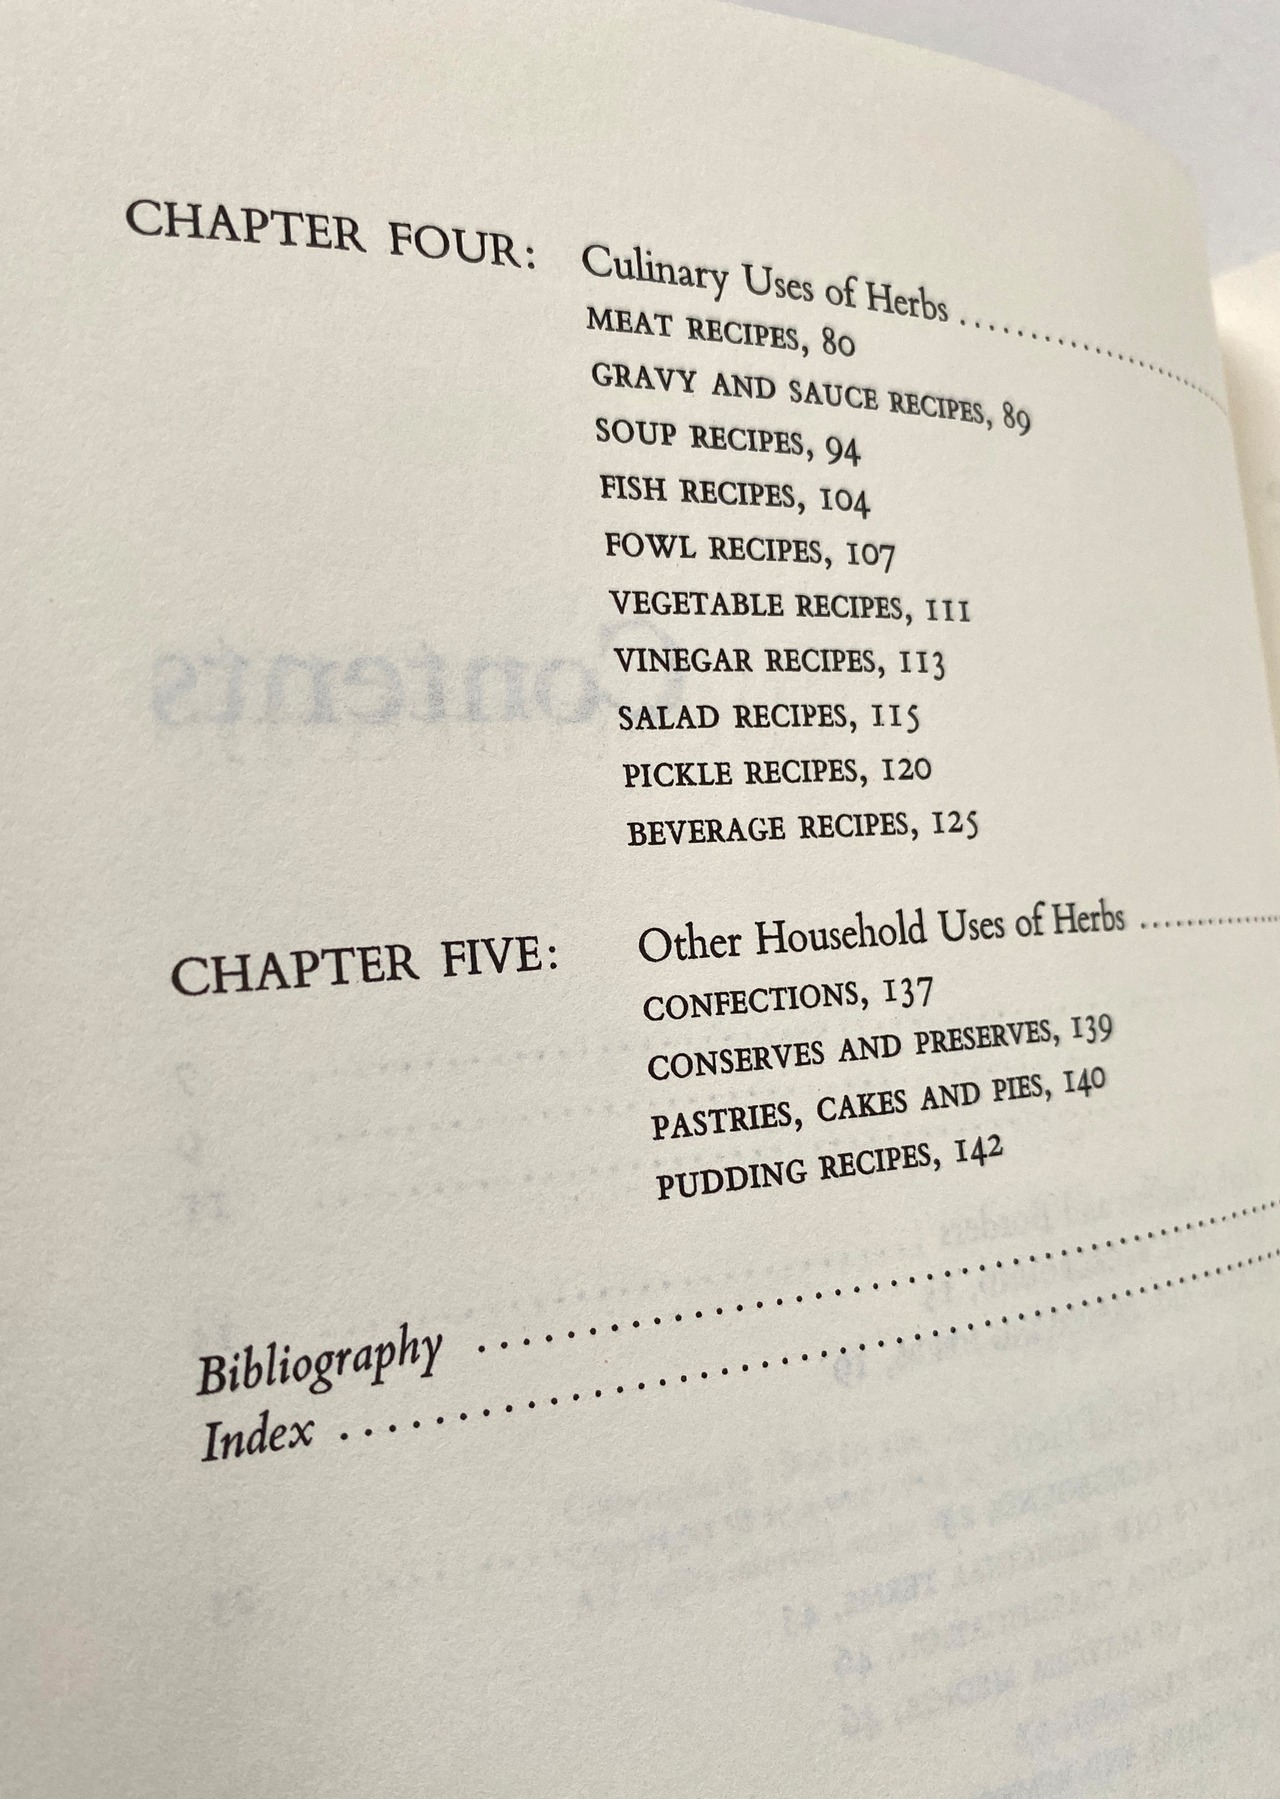 CHAPTER FOUR: Culinary Uses of Herbs ..............................
MEAT RECIPES, 80
GRAVY AND SAUCE RECIPES, 89
SOUP RECIPES, 94
FISH RECIPES, 104
FOWL RECIPES, 107
VEGETABLE RECIPES, 111
VINEGAR RECIPES, 113
SALAD RECIPES, 115
PICKLE RECIPES, 120
BEVERAGE RECIPES, 125
CHAPTER FIVE: Other Household Uses of Herbs ................
CONFECTIONS, 137
CONSERVES AND PRESERVES, 139
PASTRIES, CAKES AND PIES, 140
PUDDING RECIPES, 142
Bibliography ..................................................
Index ..........................................................
Contents